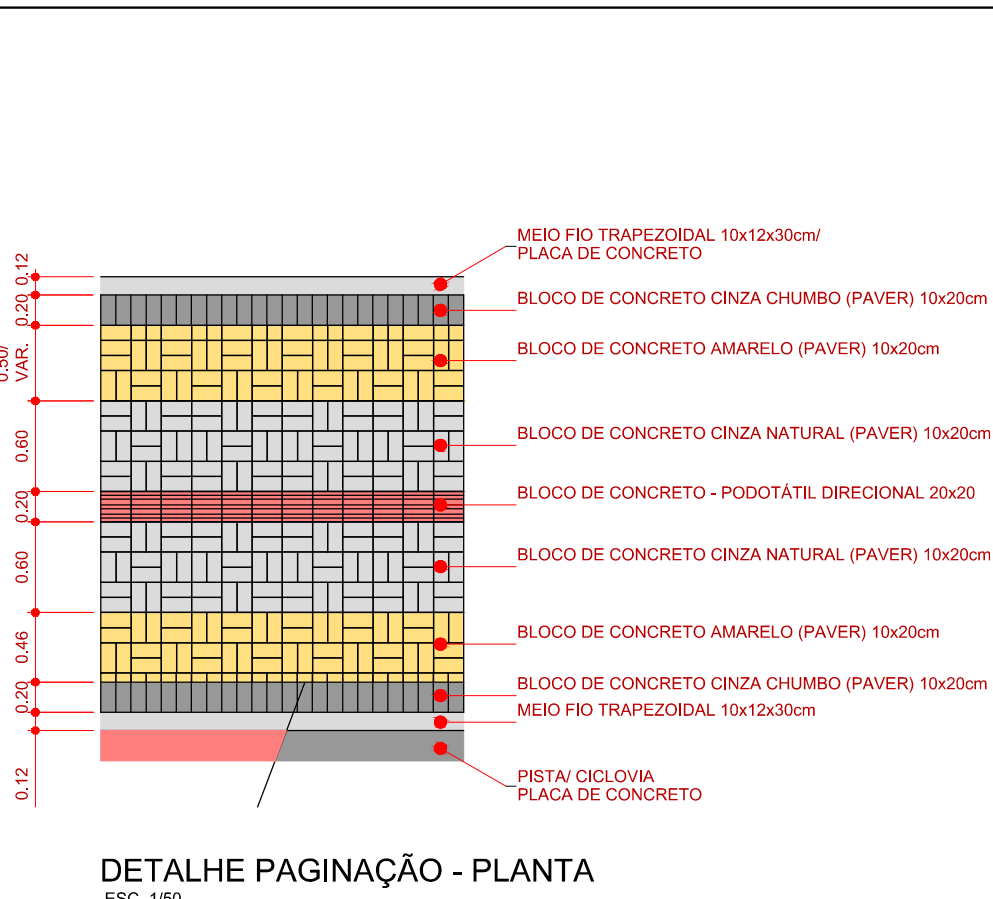 MEIO FIO TRAPEZOIDAL 10x12x30cm/
PLACA DE CONCRETO
BLOCO DE CONCRETO CINZA CHUMBO (PAVER) 10x20cm
BLOCO DE CONCRETO AMARELO (PAVER) 10x20cm
BLOCO DE CONCRETO CINZA NATURAL (PAVER) 10x20cm
BLOCO DE CONCRETO - PODOTÁTIL DIRECIONAL 20x20
BLOCO DE CONCRETO CINZA NATURAL (PAVER) 10x20cm
BLOCO DE CONCRETO AMARELO (PAVER) 10x20cm
BLOCO DE CONCRETO CINZA CHUMBO (PAVER) 10x20cm
MEIO FIO TRAPEZOIDAL 10x12x30cm
PISTA/ CICLOVIA
PLACA DE CONCRETO
0.12
0.20
0.50/
VAR.
0.60
0.20
0.60
0.46
0.20
0.12
DETALHE PAGINAÇÃO - PLANTA
ESC. 1/50